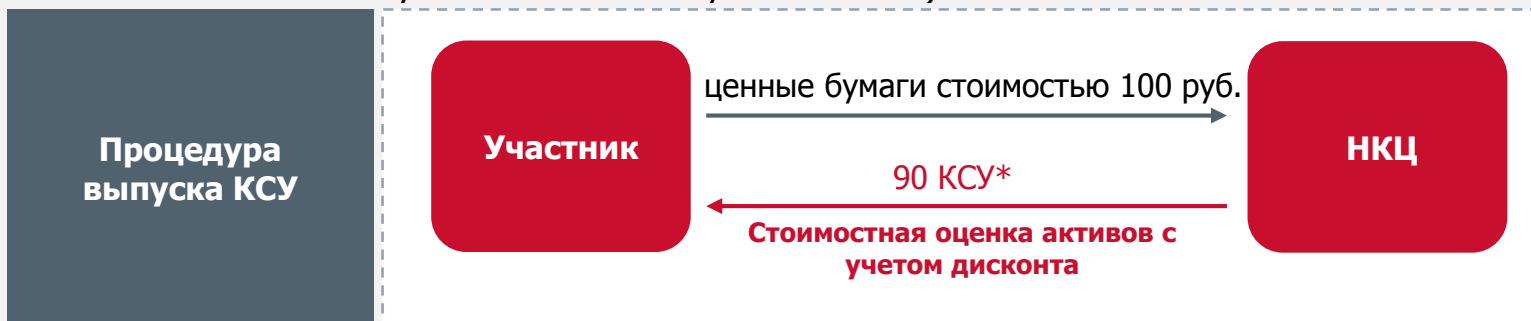 Процедура
выпуска КСУ
Участник
ценные бумаги стоимостью 100 руб.
90 КСУ*
Стоимостная оценка активов с
учетом дисконта
НКЦ